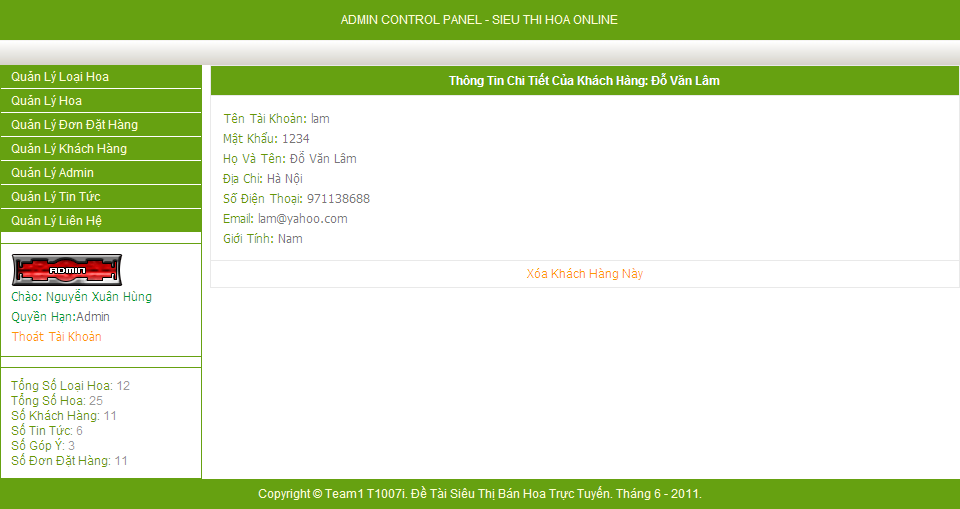 ADMIN CONTROL PANEL - SIEU THI HOA ONLINE
Quản Lý Loại Hoa
Quản Lý Hoa
Quản Lý Đơn Đặt Hàng
Quản Lý Khách Hàng
Quản Lý Admin
Quản Lý Tin Tức
Quản Lý Liên Hệ
ADMIN
Chào: Nguyễn Xuân Hùng
Quyền Hạn:Admin
Thoát Tài Khoản
Tổng Số Loại Hoa: 12
Tổng Số Hoa: 25
Số Khách Hàng: 11
Số Tin Tức: 6
Số Góp Ý: 3
Số Đơn Đặt Hàng: 11
Thông Tin Chi Tiết Của Khách Hàng: Đỗ Văn Lâm
Tên Tài Khoản: lam
Mật Khẩu: 1234
Họ Và Tên: Đỗ Văn Lâm
Địa Chỉ: Hà Nội
Số Điện Thoại: 971138688
Email: lam@yahoo.com
Giới Tính: Nam
Xóa Khách Hàng Này
Copyright © Team1 T1007i. Đề Tài Siêu Thị Bán Hoa Trực Tuyến. Tháng 6 - 2011.